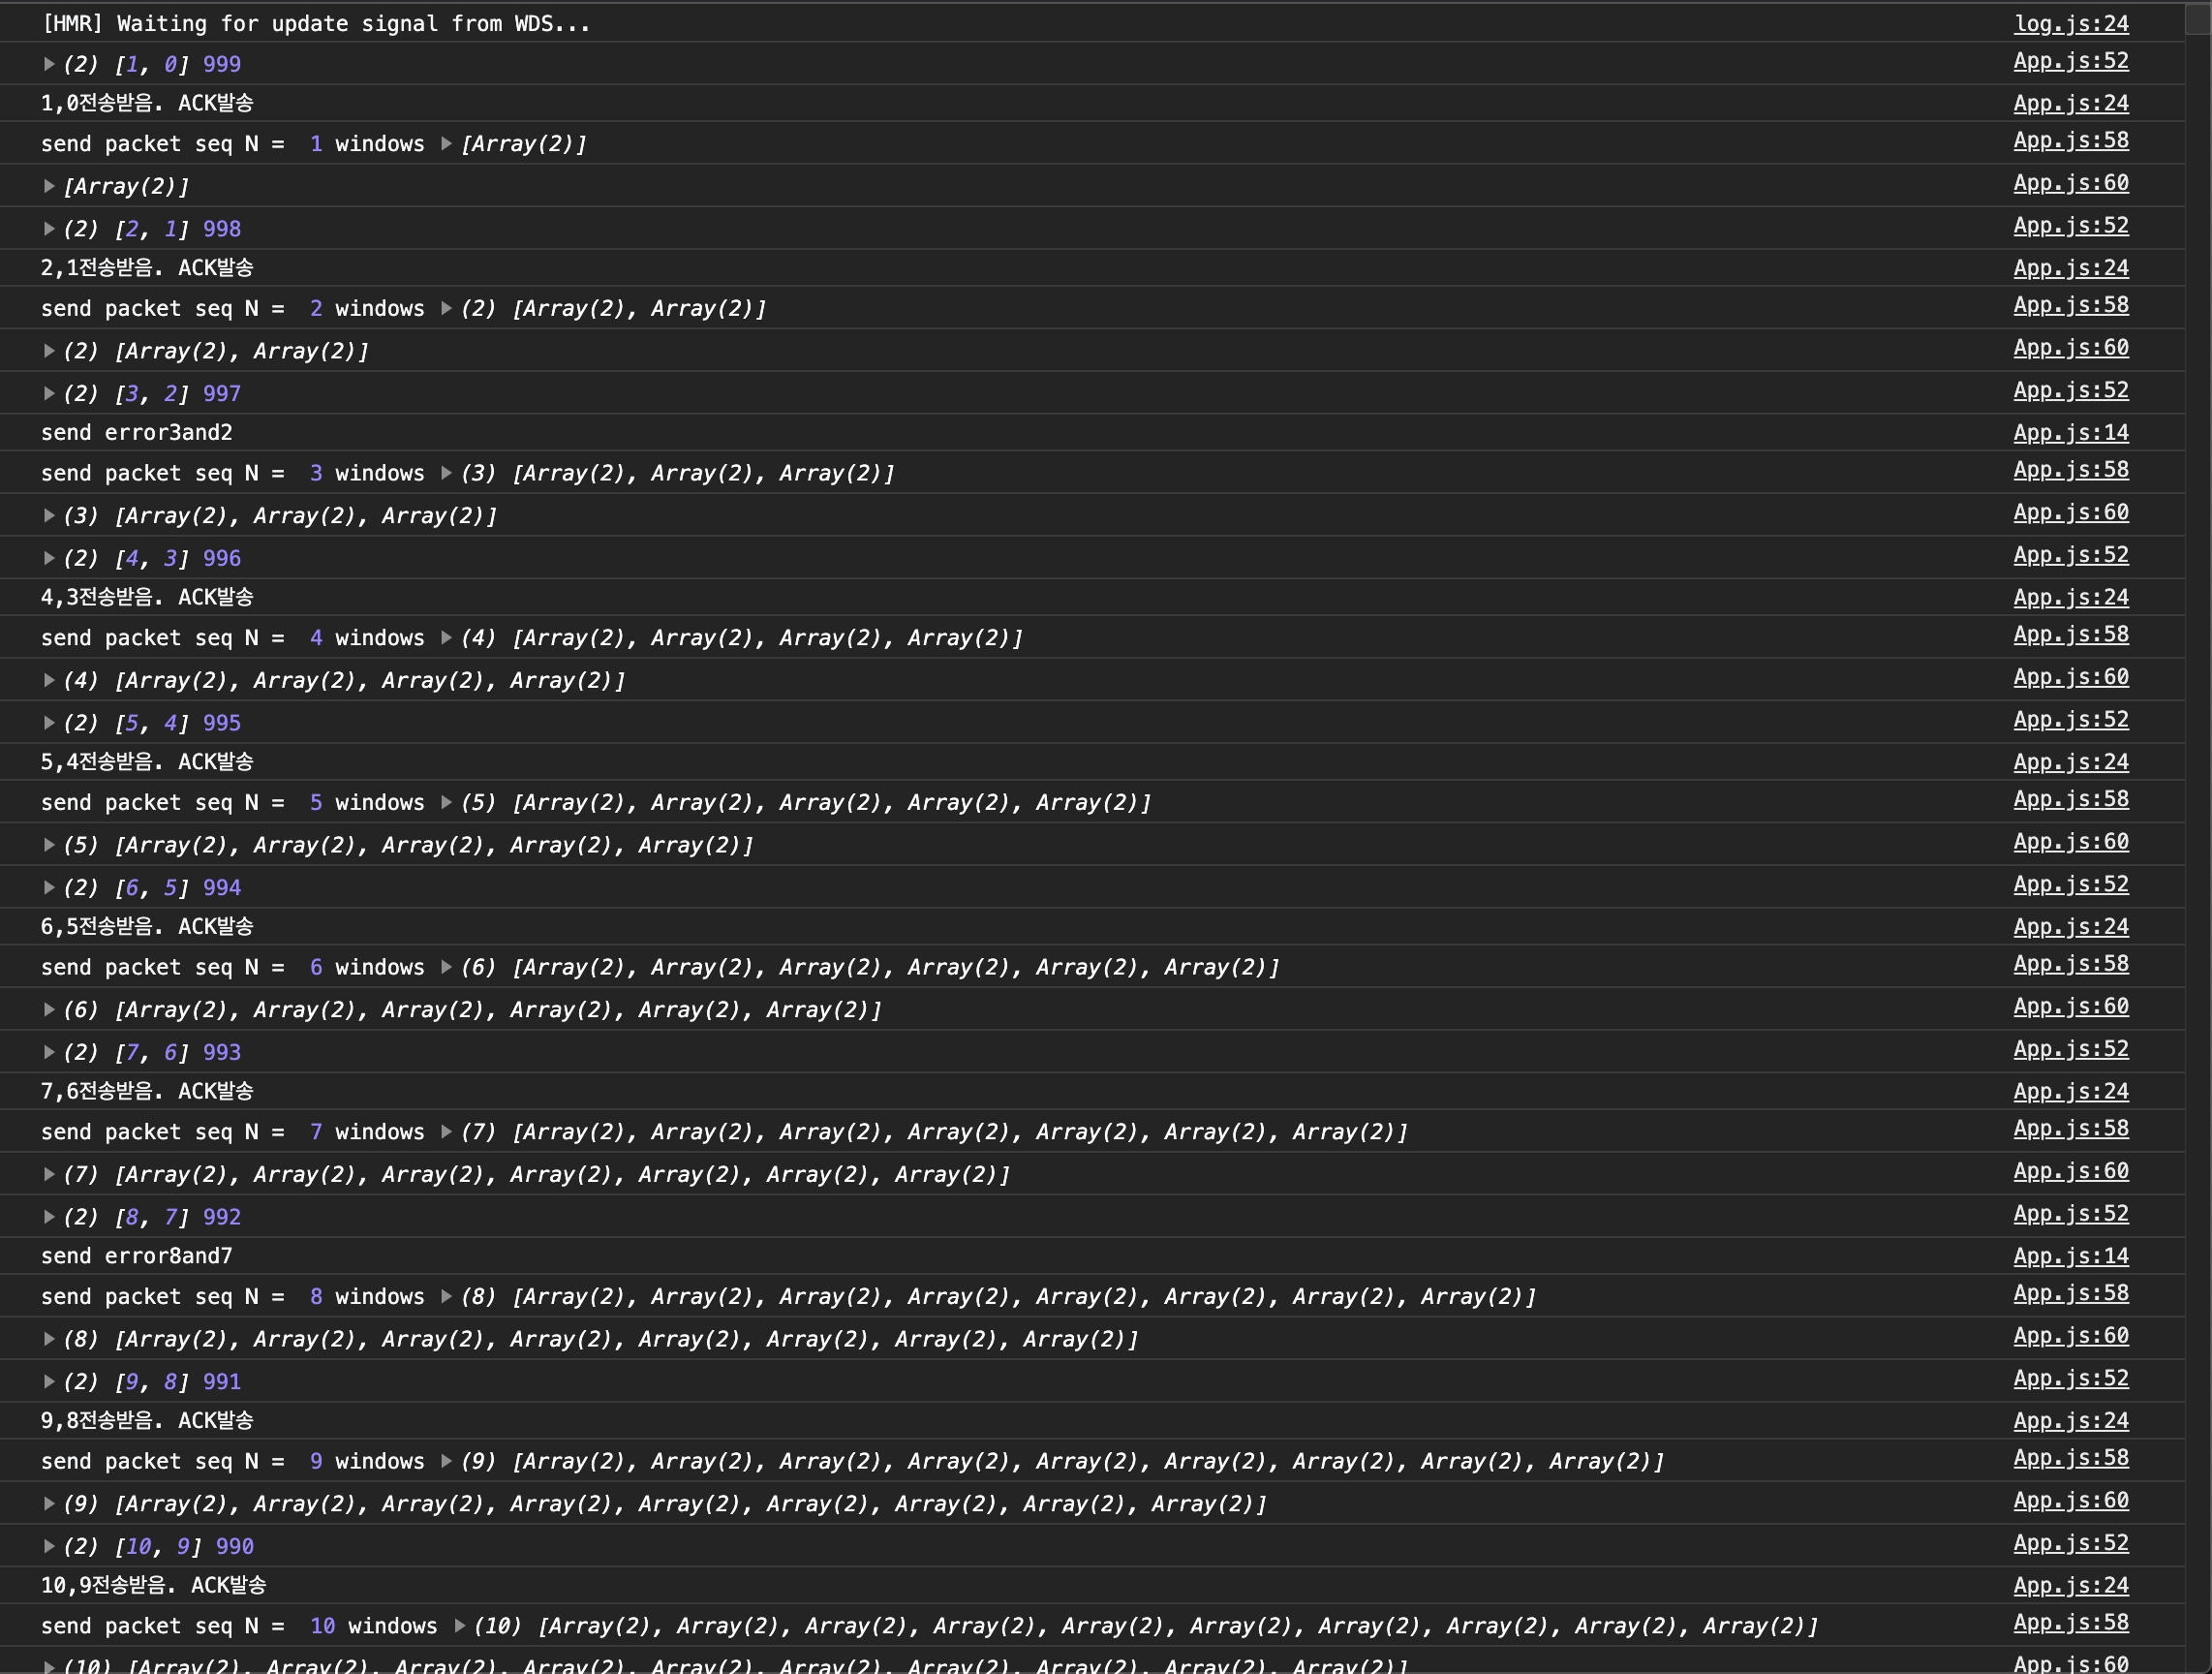 [HMR] Waiting for update signal from WDS... log.js:24
(2) [1, 0] 999 App.js:52
1,0전송받음. ACK발송 App.js:24
send packet seq N = 1 windows [Array(2)] App.js:58
[Array(2)] App.js:60
(2) [2, 1] 998 App.js:52
2,1전송받음. ACK발송 App.js:24
send packet seq N = 2 windows (2) [Array(2), Array(2)] App.js:58
(2) [Array(2), Array(2)] App.js:60
(2) [3, 2] 997 App.js:52
send error3and2 App.js:14
send packet seq N = 3 windows (3) [Array(2), Array(2), Array(2)] App.js:58
(3) [Array(2), Array(2), Array(2)] App.js:60
(2) [4, 3] 996 App.js:52
4,3전송받음. ACK발송 App.js:24
send packet seq N = 4 windows (4) [Array(2), Array(2), Array(2), Array(2)] App.js:58
(4) [Array(2), Array(2), Array(2), Array(2)] App.js:60
(2) [5, 4] 995 App.js:52
5,4전송받음. ACK발송 App.js:24
send packet seq N = 5 windows (5) [Array(2), Array(2), Array(2), Array(2), Array(2)] App.js:58
(5) [Array(2), Array(2), Array(2), Array(2), Array(2)] App.js:60
(2) [6, 5] 994 App.js:52
6,5전송받음. ACK발송 App.js:24
send packet seq N = 6 windows (6) [Array(2), Array(2), Array(2), Array(2), Array(2), Array(2)] App.js:58
(6) [Array(2), Array(2), Array(2), Array(2), Array(2), Array(2)] App.js:60
(2) [7, 6] 993 App.js:52
7,6전송받음. ACK발송 App.js:24
send packet seq N = 7 windows (7) [Array(2), Array(2), Array(2), Array(2), Array(2), Array(2), Array(2)] App.js:58
(7) [Array(2), Array(2), Array(2), Array(2), Array(2), Array(2), Array(2)] App.js:60
(2) [8, 7] 992 App.js:52
send error8and7 App.js:14
send packet seq N = 8 windows (8) [Array(2), Array(2), Array(2), Array(2), Array(2), Array(2), Array(2), Array(2)] App.js:58
(8) [Array(2), Array(2), Array(2), Array(2), Array(2), Array(2), Array(2), Array(2)] App.js:60
(2) [9, 8] 991 App.js:52
9,8전송받음. ACK발송 App.js:24
send packet seq N = 9 windows (9) [Array(2), Array(2), Array(2), Array(2), Array(2), Array(2), Array(2), Array(2), Array(2)] App.js:58
(9) [Array(2), Array(2), Array(2), Array(2), Array(2), Array(2), Array(2), Array(2), Array(2)] App.js:60
(2) [10, 9] 990 App.js:52
10,9전송받음. ACK발송 App.js:24
send packet seq N = 10 windows (10) [Array(2), Array(2), Array(2), Array(2), Array(2), Array(2), Array(2), Array(2), Array(2), Array(2)] App.js:58
(10) [Array(2), Array(2), Array(2), Array(2), Array(2), Array(2), Array(2), Array(2), Array(2), Array(2)] App.js:60